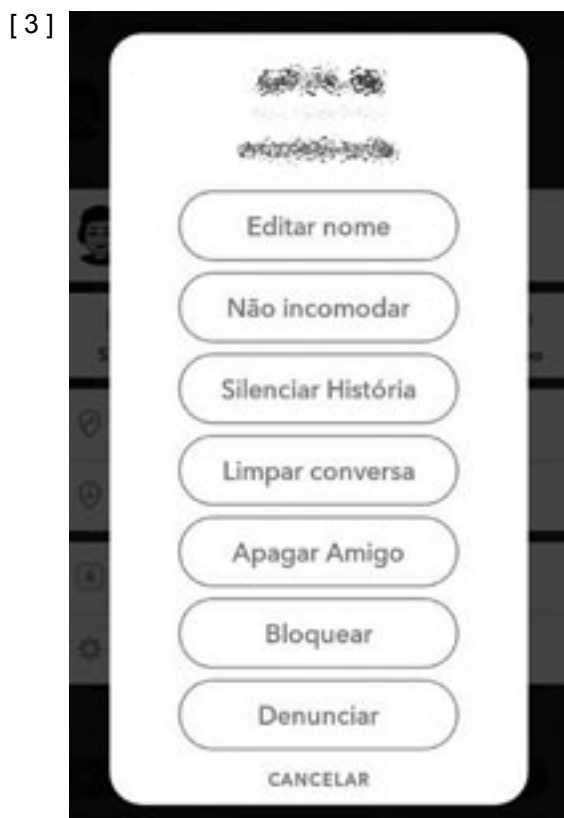 [ 3 ]
Editar nome
Não incomodar
Silenciar História
Limpar conversa
Apagar Amigo
Bloquear
Denunciar
CANCELAR